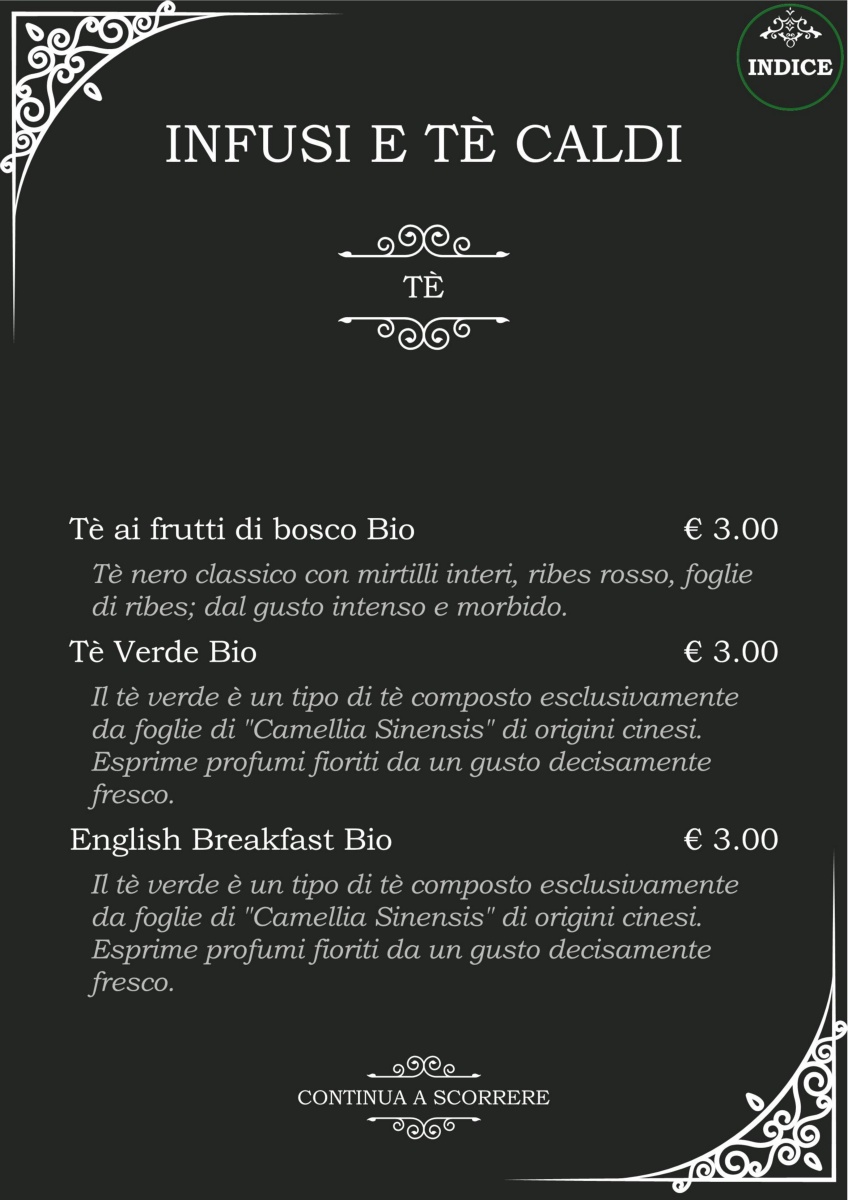 INDICE
INFUSI E TÈ CALDI
TÈ
Tè ai frutti di bosco Bio € 3.00
Tè nero classico con mirtilli interi, ribes rosso, foglie
di ribes; dal gusto intenso e morbido.
Tè Verde Bio € 3.00
Il tè verde è un tipo di tè composto esclusivamente
da foglie di "Camellia Sinensis" di origini cinesi.
Esprime profumi fioriti da un gusto decisamente
fresco.
English Breakfast Bio € 3.00
Il tè verde è un tipo di tè composto esclusivamente
da foglie di "Camellia Sinensis" di origini cinesi.
Esprime profumi fioriti da un gusto decisamente
fresco.
CONTINUA A SCORRERE